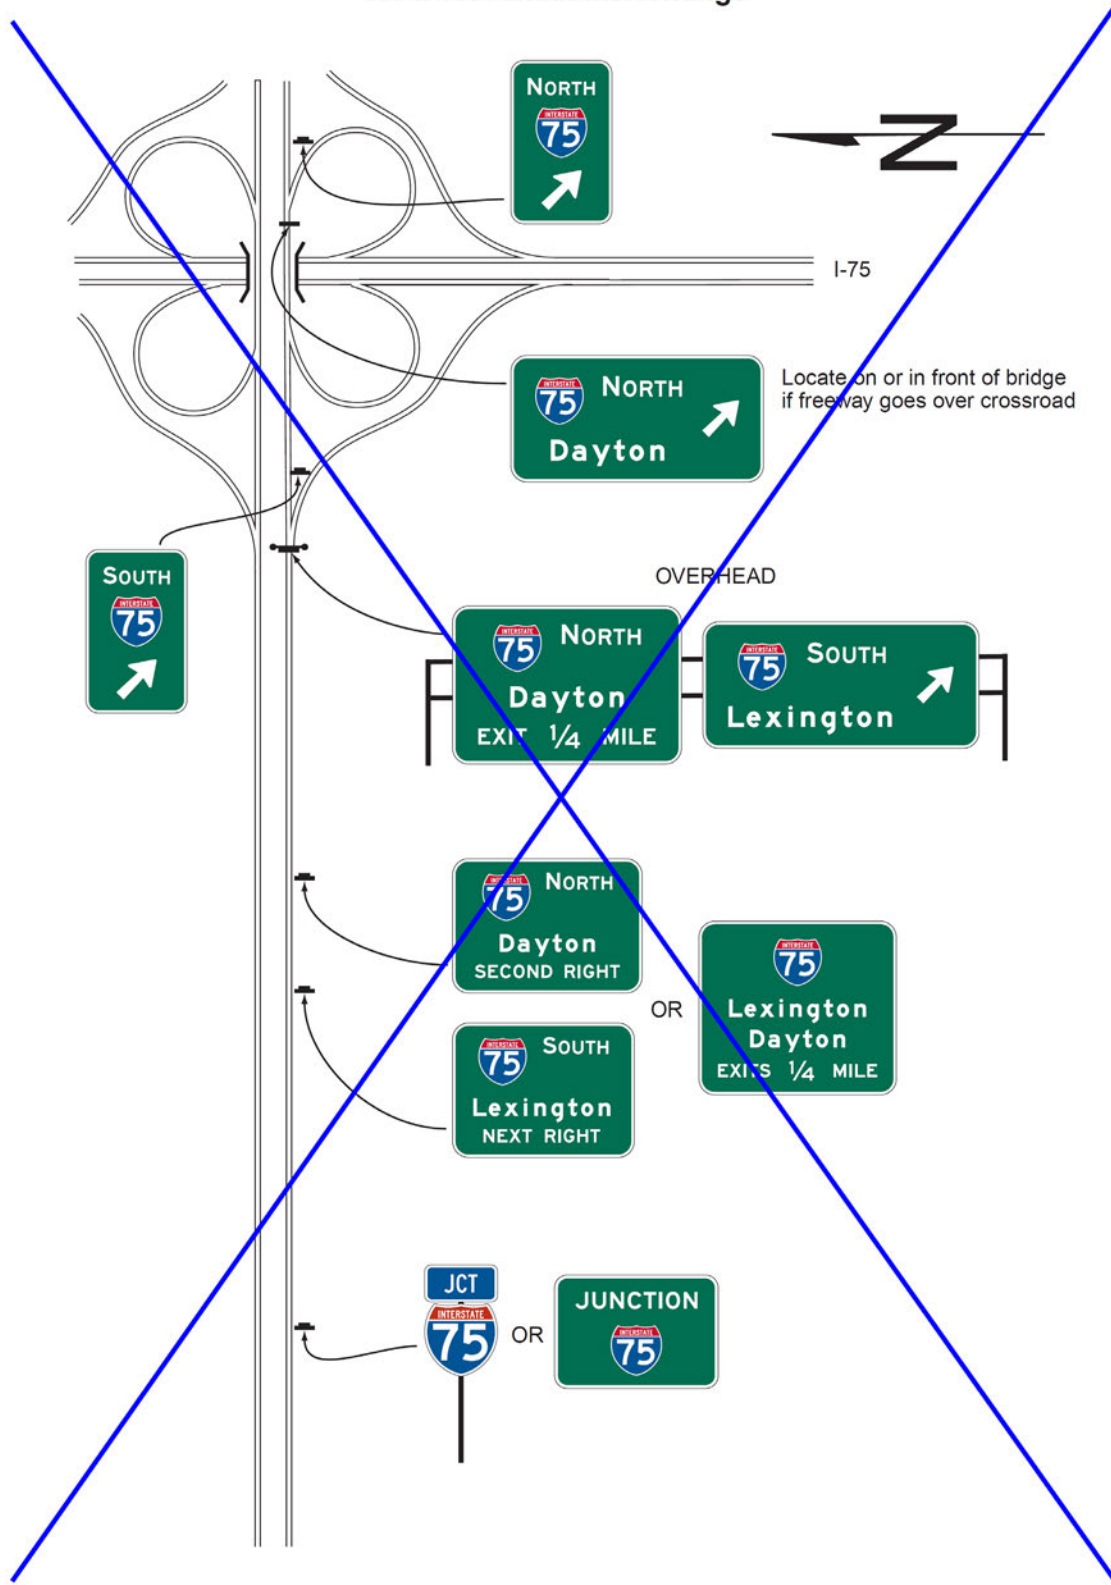 NORTH
INTERSTATE
75
N
I-75
INTERSTATE
75
NORTH
Dayton
Locate on or in front of bridge
if freeway goes over crossroad
SOUTH
INTERSTATE
75
OVERHEAD
INTERSTATE
75
NORTH
Dayton
EXIT 1/4 MILE
INTERSTATE
75
SOUTH
Lexington
INTERSTATE
75
NORTH
Dayton
SECOND RIGHT
OR
INTERSTATE
75
Lexington
Dayton
EXITS 1/4 MILE
INTERSTATE
75
SOUTH
Lexington
NEXT RIGHT
JCT
INTERSTATE
75
OR
JUNCTION
INTERSTATE
75